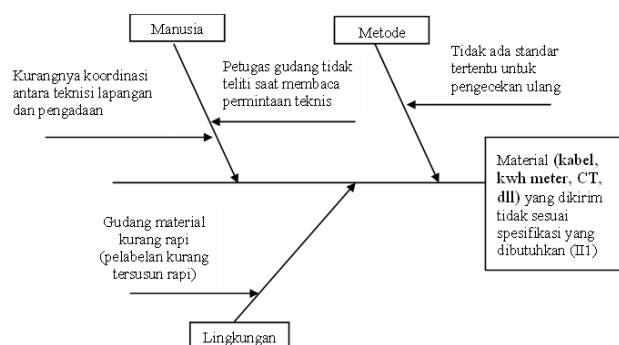 Manusia
Metode
Kurangnya koordinasi
antara teknisi lapangan
dan pengadaan
Petugas gudang tidak
teliti saat membaca
permintaan teknis
Tidak ada standar
tertentu untuk
pengecekan ulang
Material (kabel,
kwh meter, CT,
dll) yang dikirim
tidak sesuai
spesifikasi yang
dibutuhkan (II1)
Gudang material
kurang rapi
(pelabelan kurang
tersusun rapi)
Lingkungan